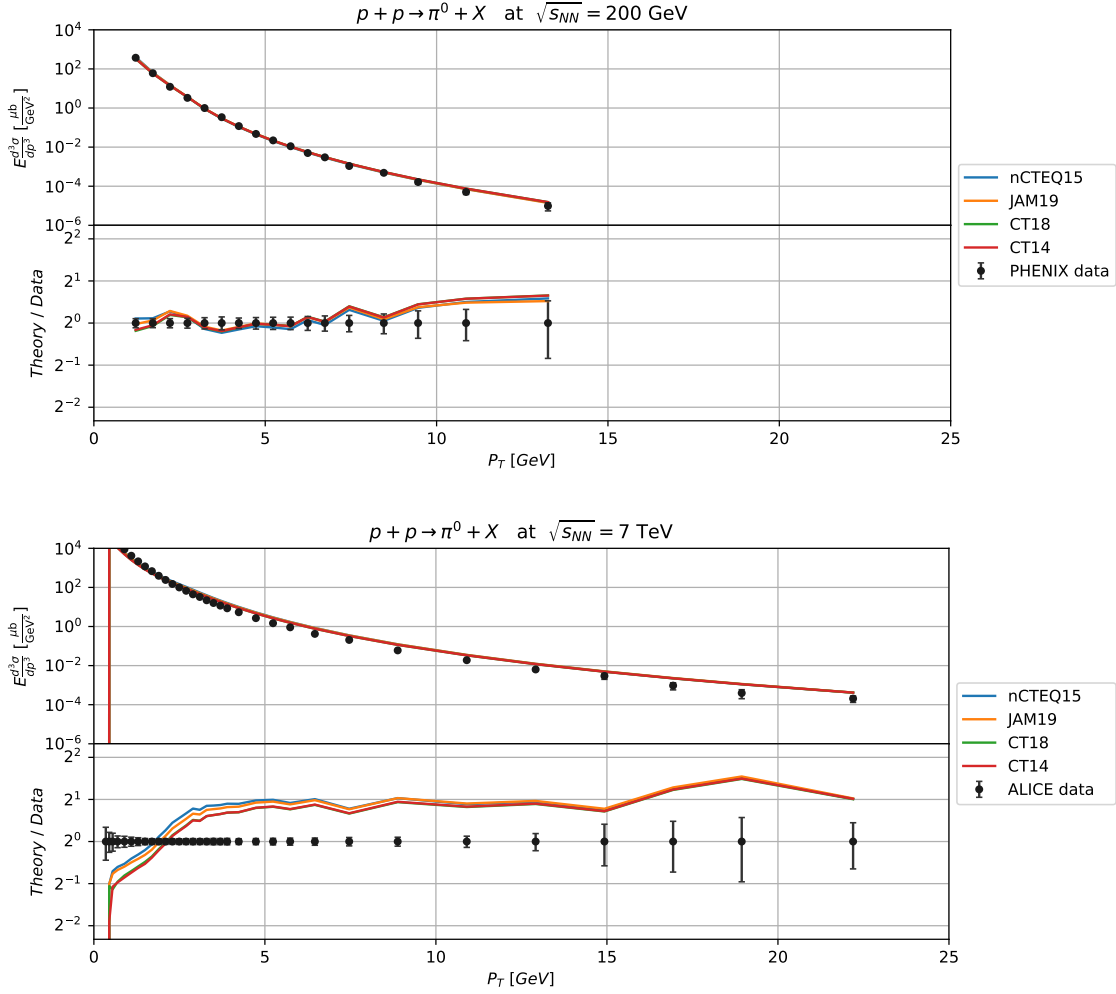 p + p → π⁰ + X at √s_NN = 200 GeV
10⁴
10²
10⁰
10⁻²
10⁻⁴
10⁻⁶
E d³σ/dp³ [μb/GeV²]
2²
2¹
2⁰
2⁻¹
2⁻²
Theory / Data
0 5 10 15 20 25
P_T [GeV]
nCTEQ15
JAM19
CT18
CT14
PHENIX data
p + p → π⁰ + X at √s_NN = 7 TeV
10⁴
10²
10⁰
10⁻²
10⁻⁴
10⁻⁶
E d³σ/dp³ [μb/GeV²]
2²
2¹
2⁰
2⁻¹
2⁻²
Theory / Data
0 5 10 15 20 25
P_T [GeV]
nCTEQ15
JAM19
CT18
CT14
ALICE data